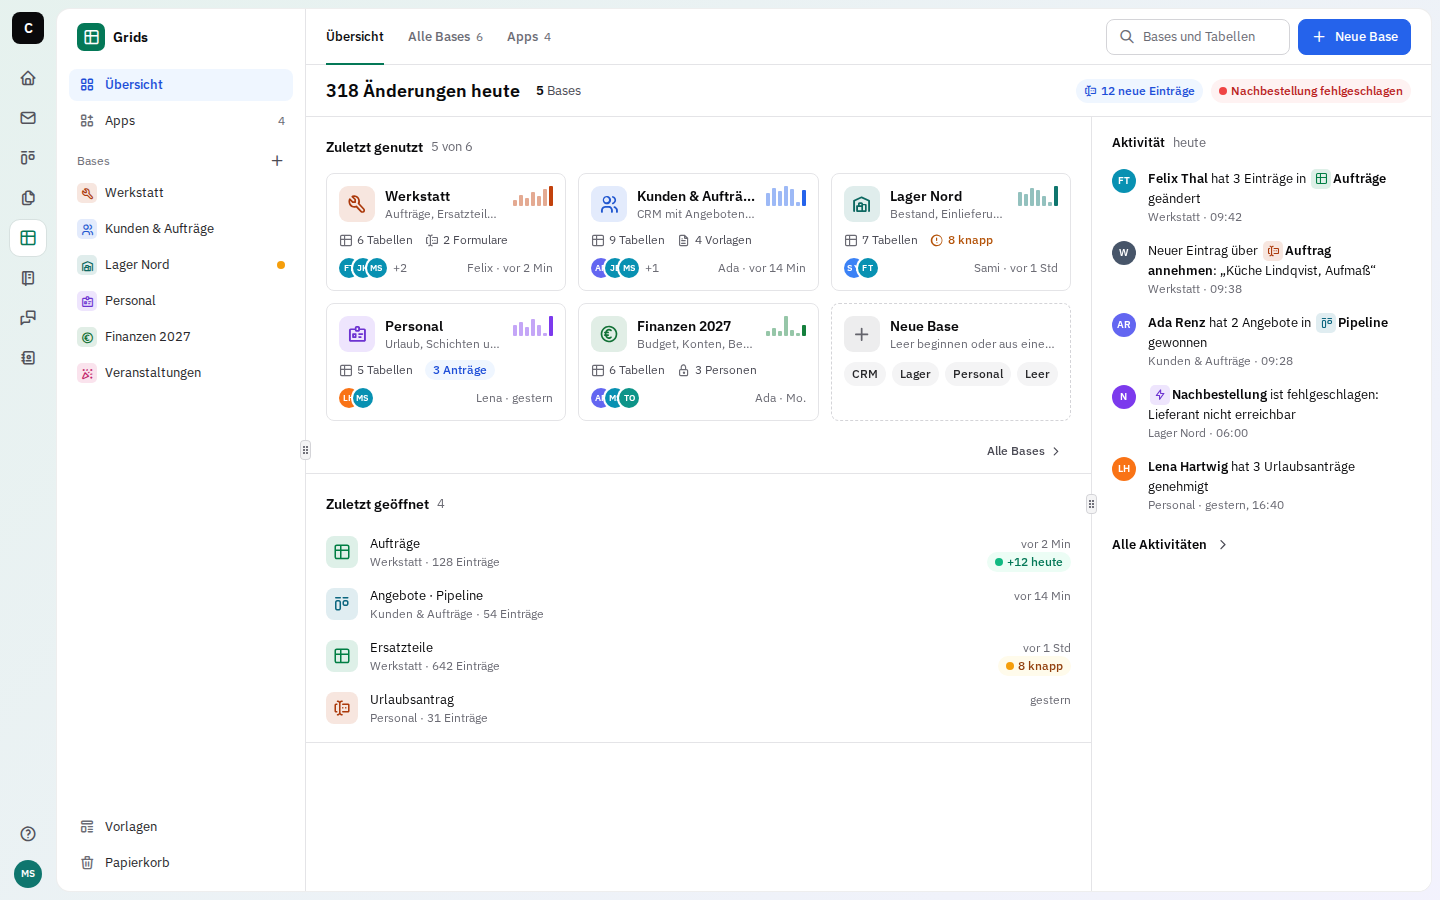 C
Grids
Übersicht
Apps 4
Bases
Werkstatt
Kunden & Aufträge
Lager Nord
Personal
Finanzen 2027
Veranstaltungen
Vorlagen
Papierkorb
MS
Übersicht Alle Bases 6 Apps 4
Bases und Tabellen
Neue Base
318 Änderungen heute 5 Bases
12 neue Einträge Nachbestellung fehlgeschlagen
Zuletzt genutzt 5 von 6
Werkstatt
Aufträge, Ersatzteil...
6 Tabellen 2 Formulare
MS +2 Felix · vor 2 Min
Kunden & Aufträ...
CRM mit Angeboten...
9 Tabellen 4 Vorlagen
MS +1 Ada · vor 14 Min
Lager Nord
Bestand, Einlieferu...
7 Tabellen 8 knapp
FT Sami · vor 1 Std
Personal
Urlaub, Schichten u...
5 Tabellen 3 Anträge
MS Lena · gestern
Finanzen 2027
Budget, Konten, Be...
6 Tabellen 3 Personen
TO Ada · Mo.
Neue Base
Leer beginnen oder aus eine...
CRM Lager Personal Leer
Alle Bases
Zuletzt geöffnet 4
Aufträge
Werkstatt · 128 Einträge
vor 2 Min
+12 heute
Angebote · Pipeline
Kunden & Aufträge · 54 Einträge
vor 14 Min
Ersatzteile
Werkstatt · 642 Einträge
vor 1 Std
8 knapp
Urlaubsantrag
Personal · 31 Einträge
gestern
Aktivität heute
FT
Felix Thal hat 3 Einträge in Aufträge
geändert
Werkstatt · 09:42
W
Neuer Eintrag über Auftrag
annehmen: „Küche Lindqvist, Aufmaß“
Werkstatt · 09:38
AR
Ada Renz hat 2 Angebote in Pipeline
gewonnen
Kunden & Aufträge · 09:28
N
Nachbestellung ist fehlgeschlagen:
Lieferant nicht erreichbar
Lager Nord · 06:00
LH
Lena Hartwig hat 3 Urlaubsanträge
genehmigt
Personal · gestern, 16:40
Alle Aktivitäten